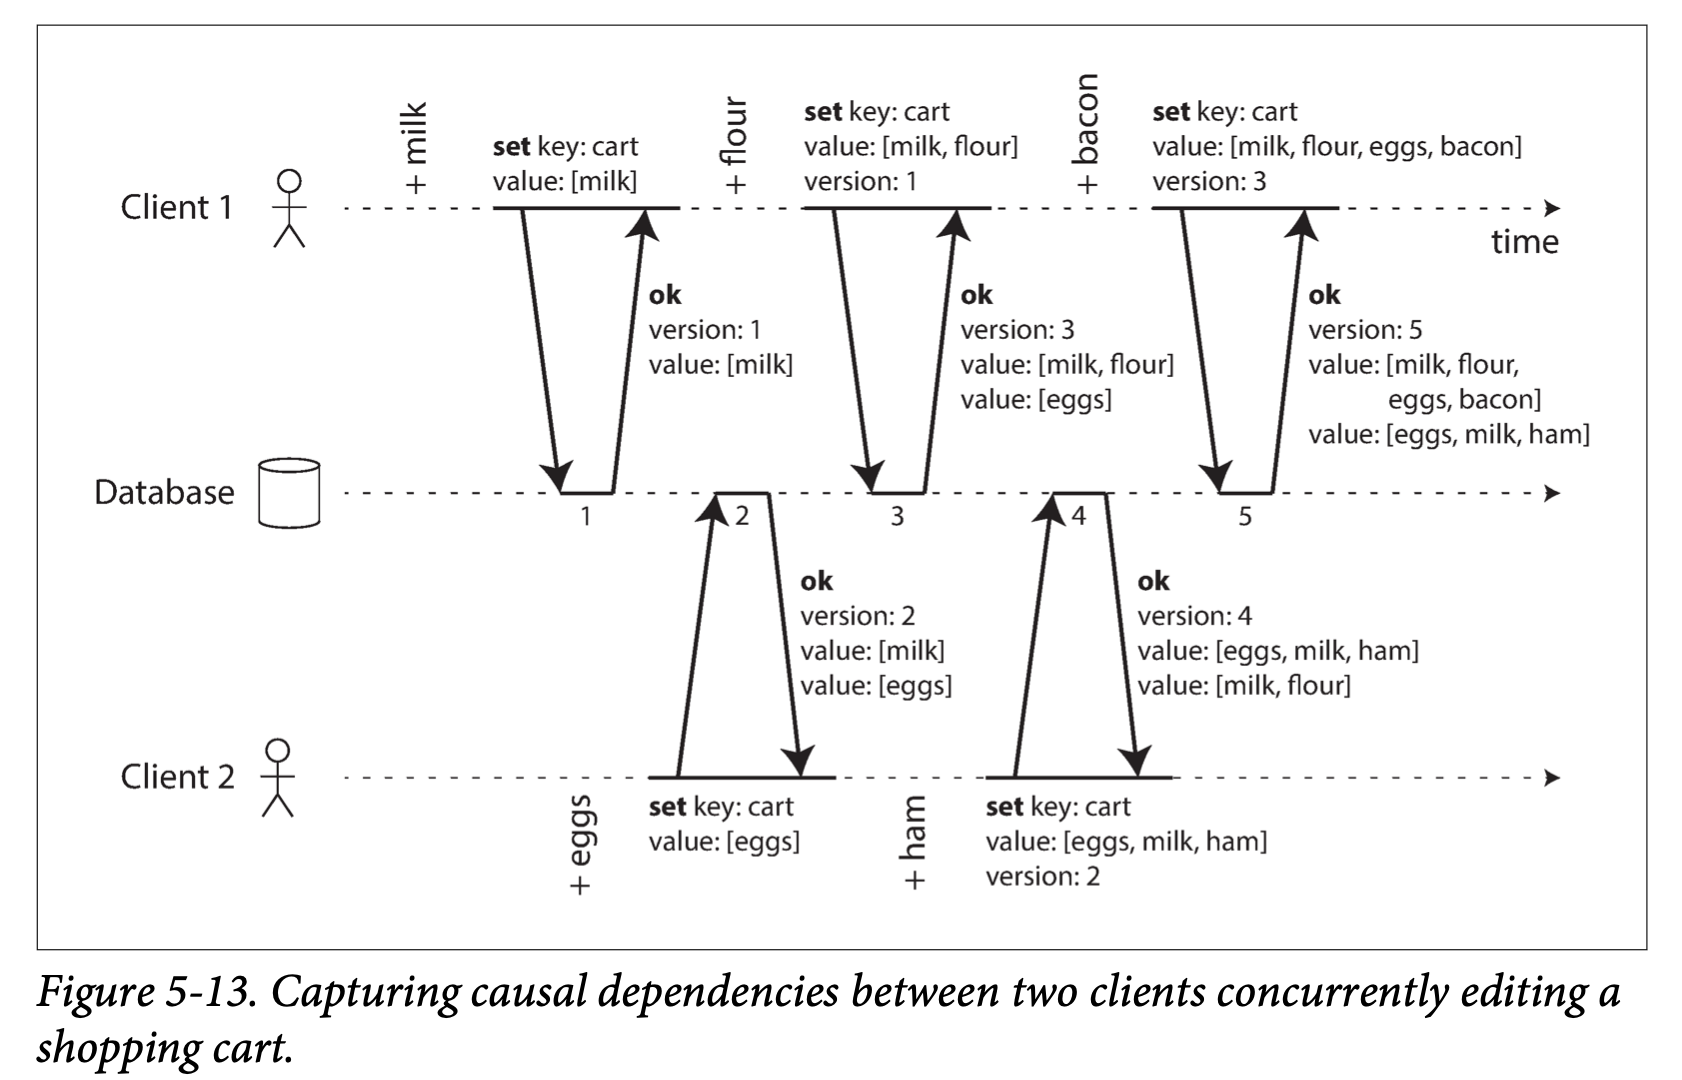 + milk
set key: cart
value: [milk]
+ flour
set key: cart
value: [milk, flour]
version: 1
+ bacon
set key: cart
value: [milk, flour, eggs, bacon]
version: 3
Client 1
time
ok
version: 1
value: [milk]
ok
version: 3
value: [milk, flour]
value: [eggs]
ok
version: 5
value: [milk, flour,
eggs, bacon]
value: [eggs, milk, ham]
Database
1
2
3
4
5
ok
version: 2
value: [milk]
value: [eggs]
ok
version: 4
value: [eggs, milk, ham]
value: [milk, flour]
Client 2
+ eggs
set key: cart
value: [eggs]
+ ham
set key: cart
value: [eggs, milk, ham]
version: 2
Figure 5-13. Capturing causal dependencies between two clients concurrently editing a
shopping cart.